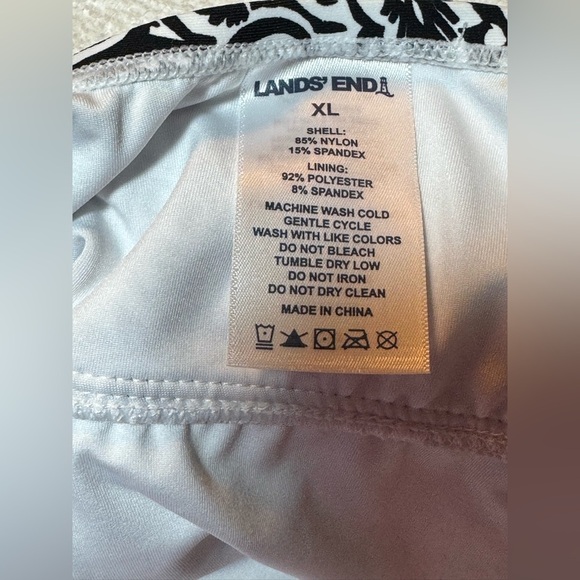 LANDS' END
XL
SHELL:
85% NYLON
15% SPANDEX
LINING:
92% POLYESTER
8% SPANDEX
MACHINE WASH COLD
GENTLE CYCLE
WASH WITH LIKE COLORS
DO NOT BLEACH
TUMBLE DRY LOW
DO NOT IRON
DO NOT DRY CLEAN
MADE IN CHINA